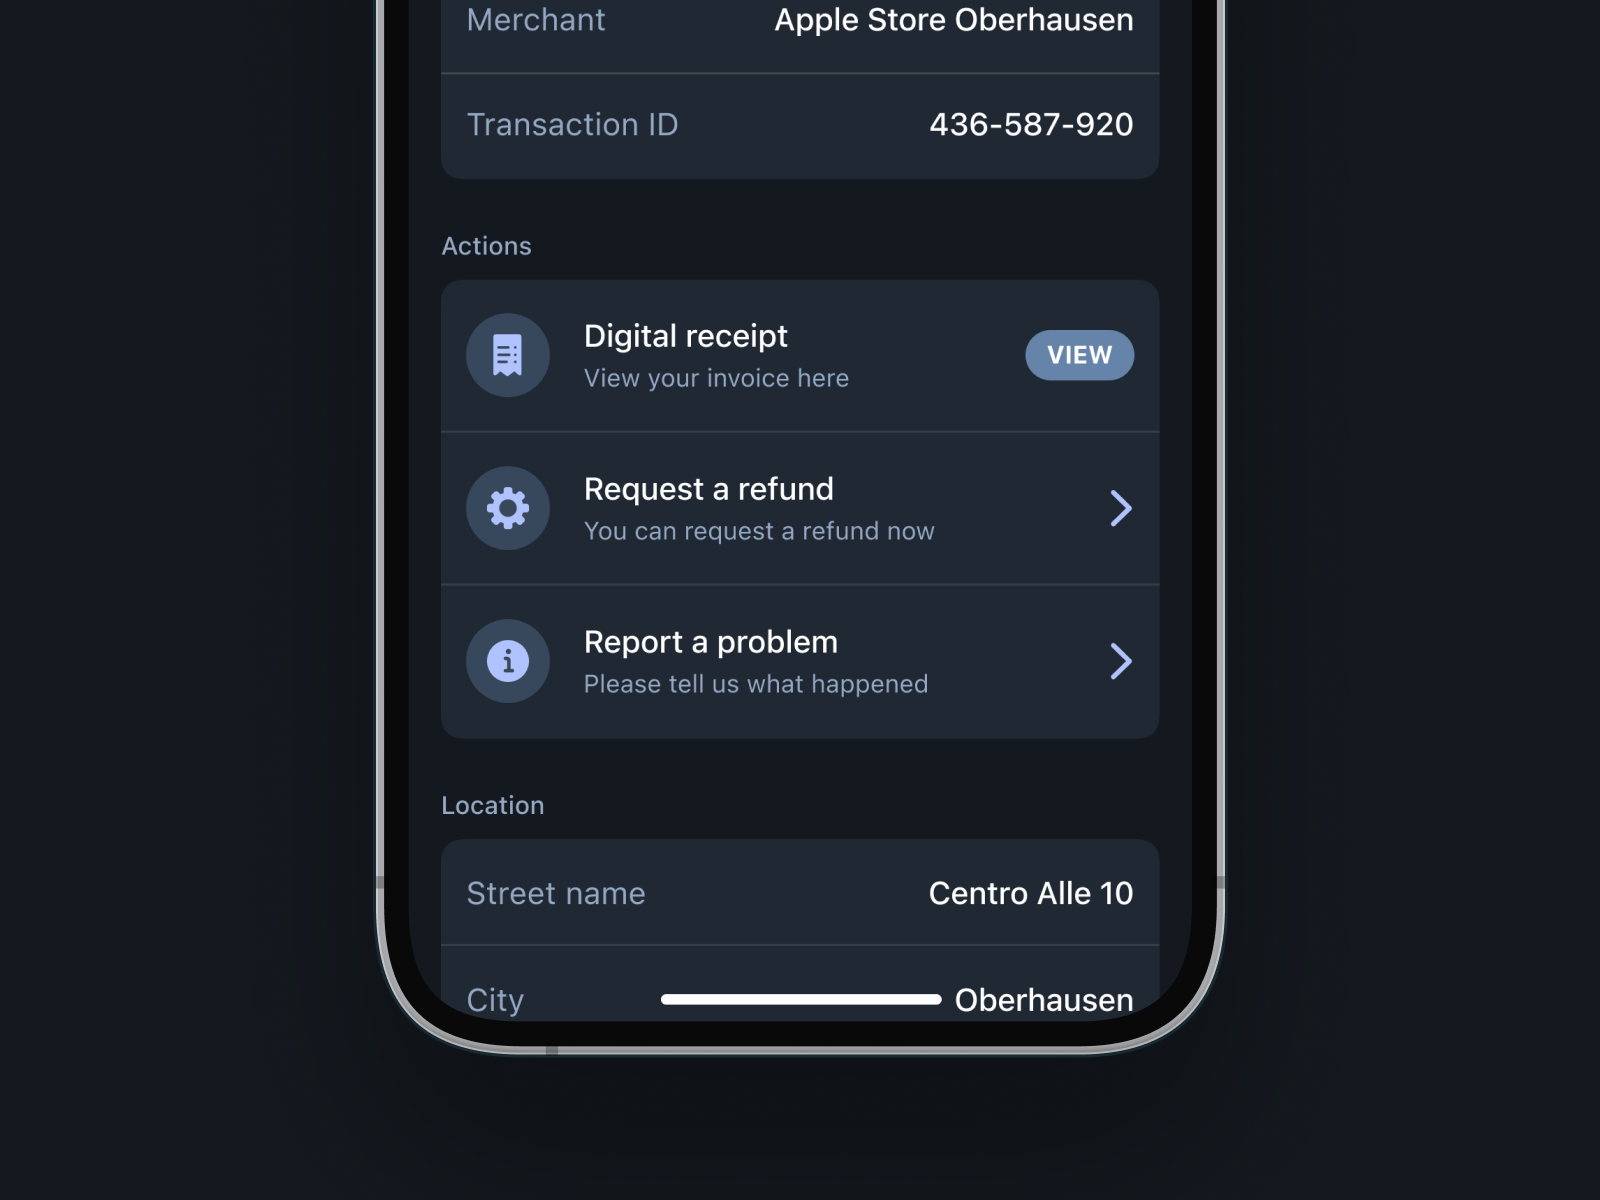 Merchant Apple Store Oberhausen
Transaction ID 436-587-920
Actions
Digital receipt
View your invoice here
VIEW
Request a refund
You can request a refund now
Report a problem
Please tell us what happened
Location
Street name Centro Alle 10
City Oberhausen